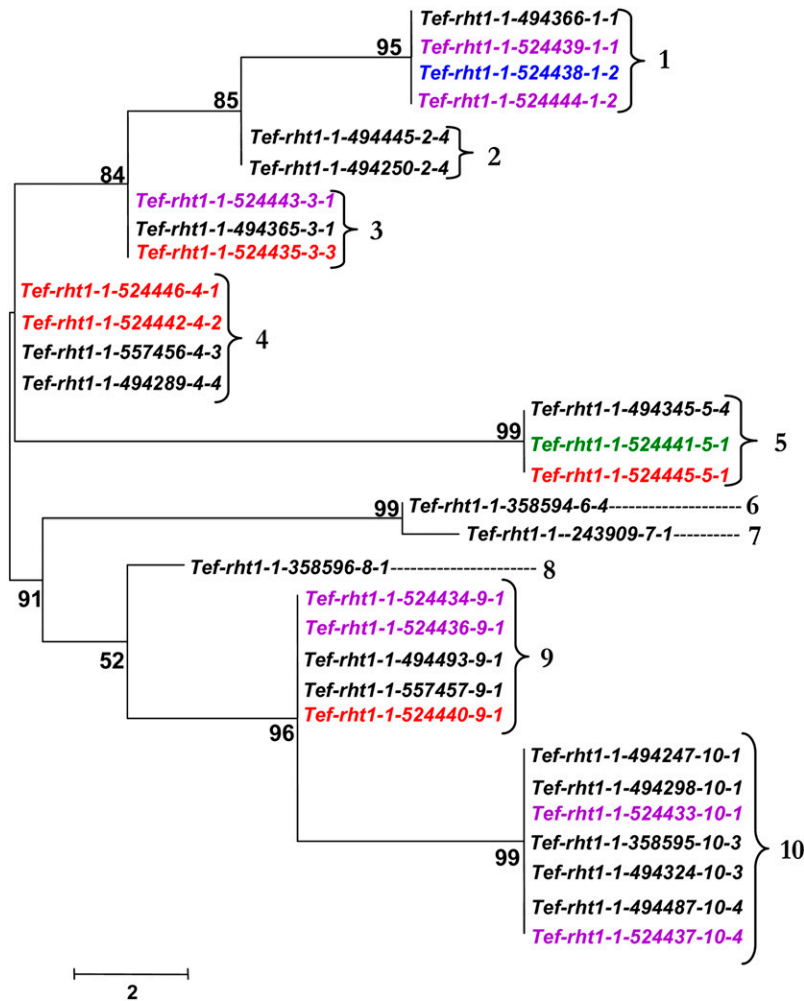 Tef-rht1-1-494366-1-1
95
Tef-rht1-1-524439-1-1
1
Tef-rht1-1-524438-1-2
85
Tef-rht1-1-524444-1-2
Tef-rht1-1-494445-2-4
2
Tef-rht1-1-494250-2-4
84
Tef-rht1-1-524443-3-1
Tef-rht1-1-494365-3-1
3
Tef-rht1-1-524435-3-3
Tef-rht1-1-524446-4-1
Tef-rht1-1-524442-4-2
4
Tef-rht1-1-557456-4-3
Tef-rht1-1-494289-4-4
Tef-rht1-1-494345-5-4
99
Tef-rht1-1-524441-5-1
5
Tef-rht1-1-524445-5-1
99
Tef-rht1-1-358594-6-4
6
Tef-rht1-1--243909-7-1
7
Tef-rht1-1-358596-8-1
8
91
Tef-rht1-1-524434-9-1
Tef-rht1-1-524436-9-1
52
Tef-rht1-1-494493-9-1
9
Tef-rht1-1-557457-9-1
Tef-rht1-1-524440-9-1
96
Tef-rht1-1-494247-10-1
Tef-rht1-1-494298-10-1
Tef-rht1-1-524433-10-1
Tef-rht1-1-358595-10-3
99
10
Tef-rht1-1-494324-10-3
Tef-rht1-1-494487-10-4
Tef-rht1-1-524437-10-4
2